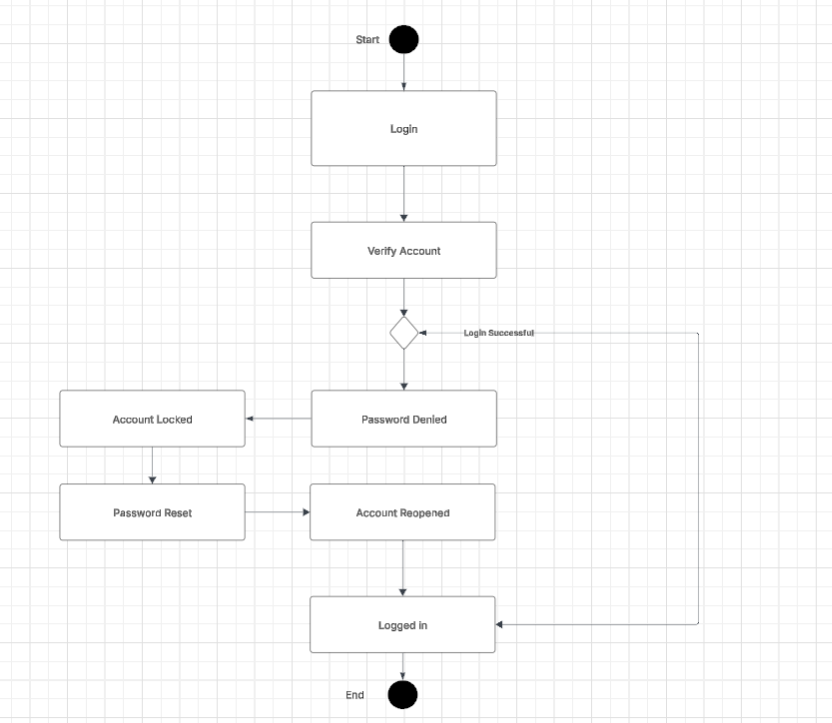 Start
Login
Verify Account
Login Successful
Account Locked
Password Denied
Password Reset
Account Reopened
Logged in
End